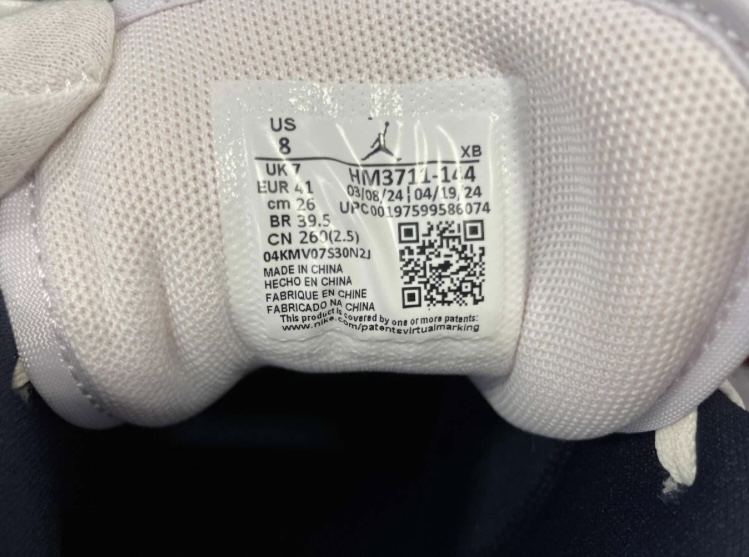 US
8
XB
UK 7
HM3711-144
EUR 41
03/08/24 | 04/19/24
cm 26
UPC 00197599586074
BR 39.5
CN 260(2.5)
04KMV07S30N2J
MADE IN CHINA
HECHO EN CHINA
FABRIQUE EN CHINE
FABRICADO NA CHINA
This product is covered by one or more patents:
www.nike.com/patentsvirtualmarking